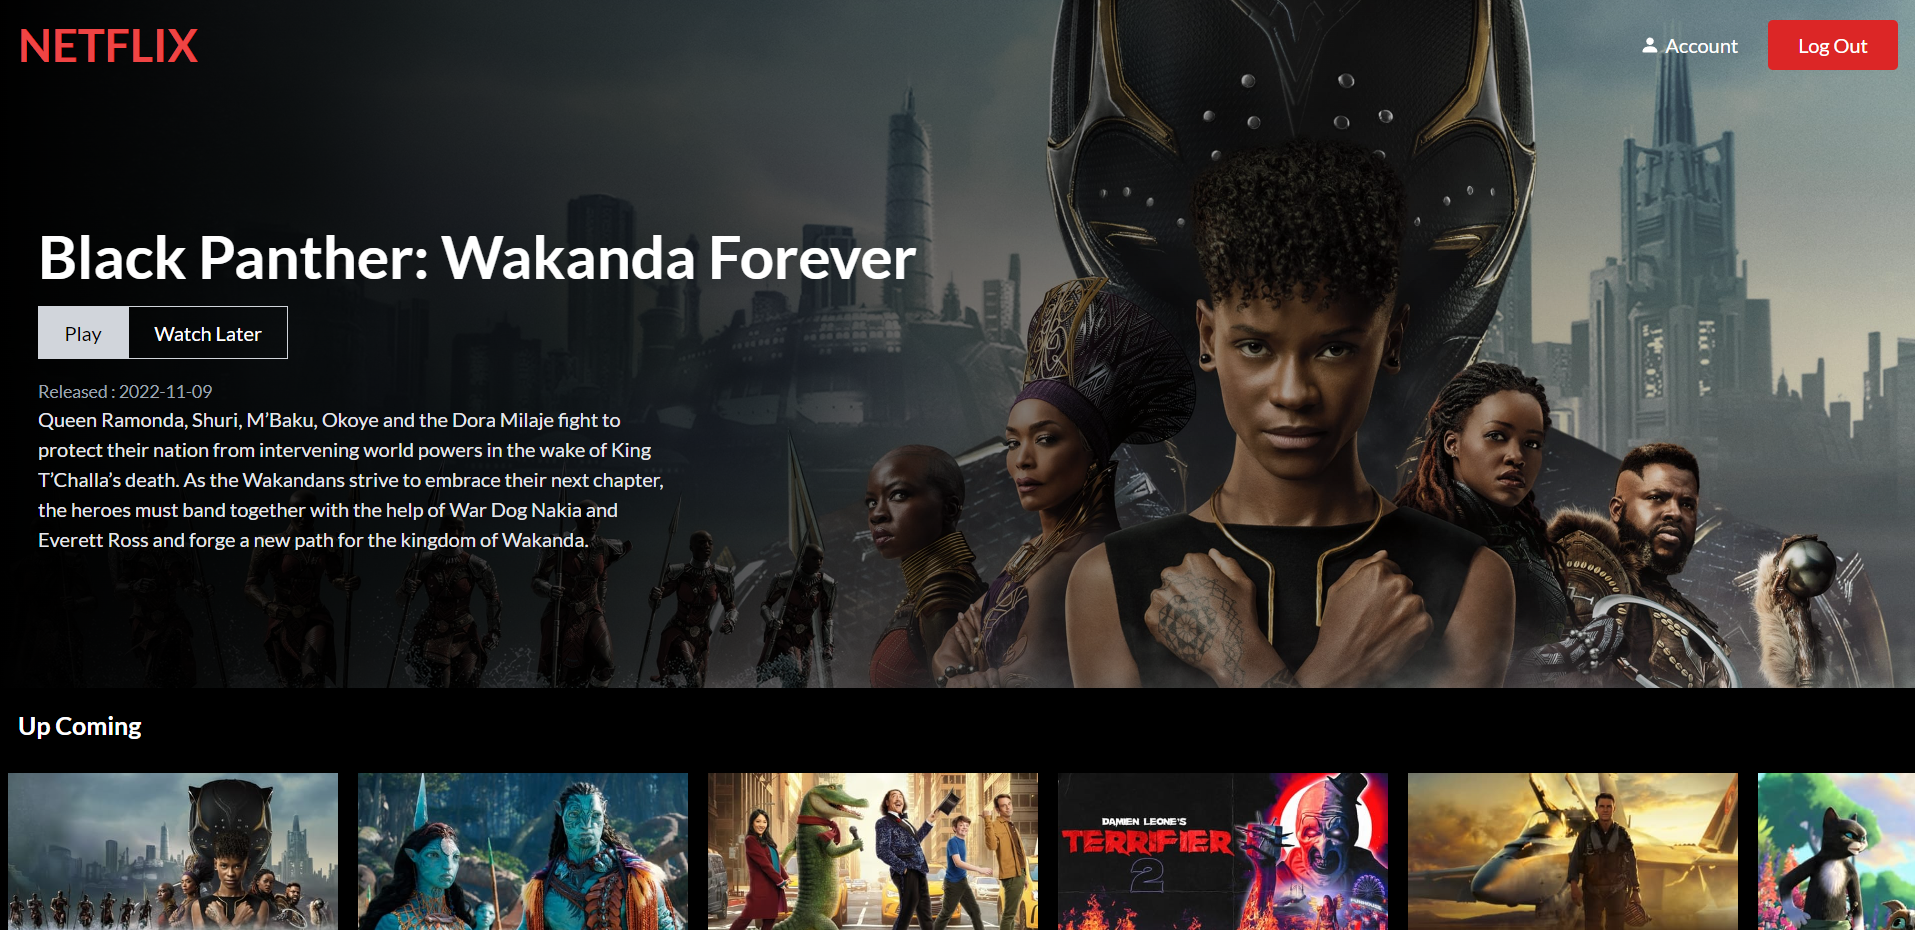 NETFLIX
Account
Log Out
Black Panther: Wakanda Forever
Play
Watch Later
Released : 2022-11-09
Queen Ramonda, Shuri, M’Baku, Okoye and the Dora Milaje fight to
protect their nation from intervening world powers in the wake of King
T’Challa’s death. As the Wakandans strive to embrace their next chapter,
the heroes must band together with the help of War Dog Nakia and
Everett Ross and forge a new path for the kingdom of Wakanda.
Up Coming
DAMIEN LEONE'S
TERRIFIER
2